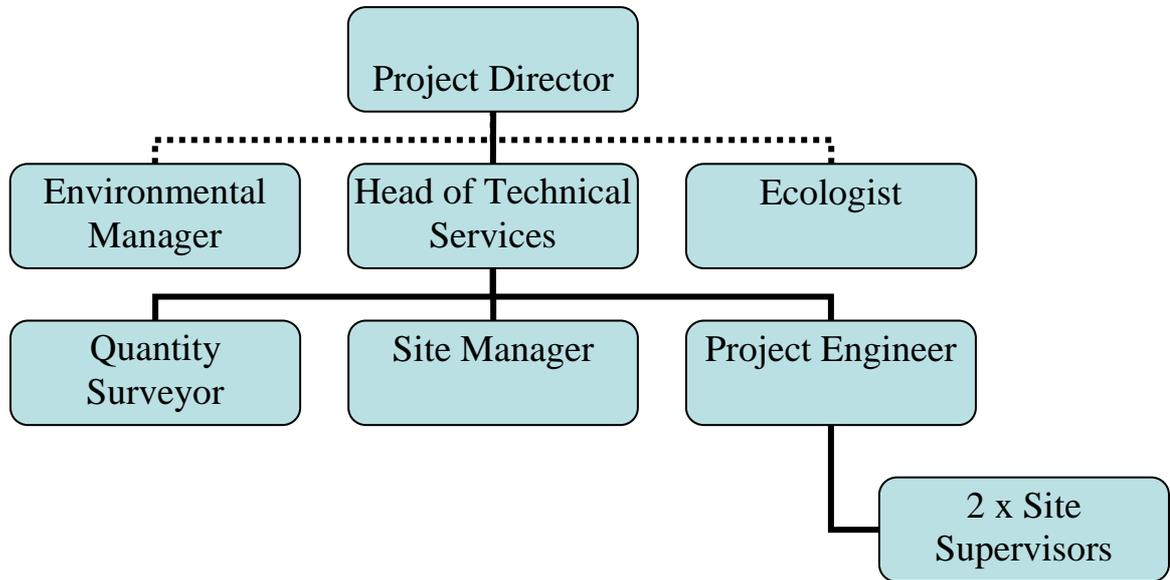 Project Director
Environmental
Manager
Head of Technical
Services
Ecologist
Quantity
Surveyor
Site Manager
Project Engineer
2 x Site
Supervisors